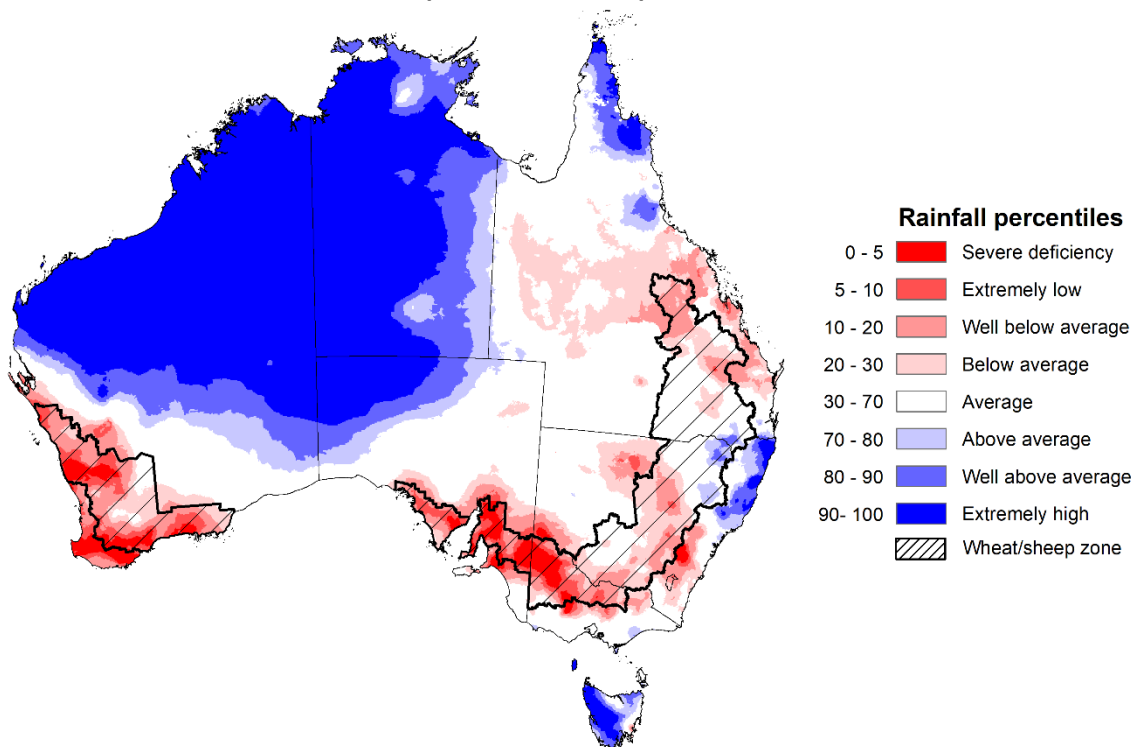 Rainfall percentiles
0 - 5 Severe deficiency
5 - 10 Extremely low
10 - 20 Well below average
20 - 30 Below average
30 - 70 Average
70 - 80 Above average
80 - 90 Well above average
90- 100 Extremely high
Wheat/sheep zone